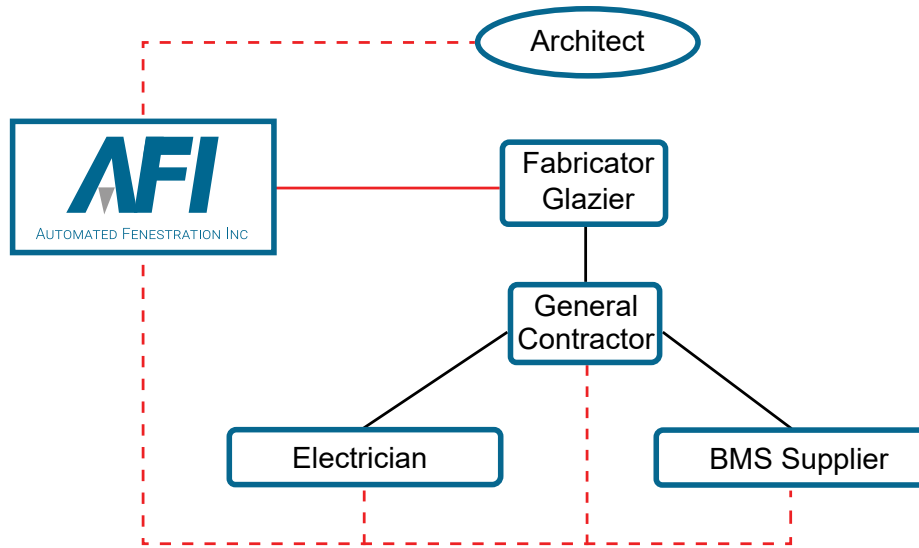 Architect
AFI
AUTOMATED FENESTRATION INC
Fabricator
Glazier
General
Contractor
Electrician
BMS Supplier